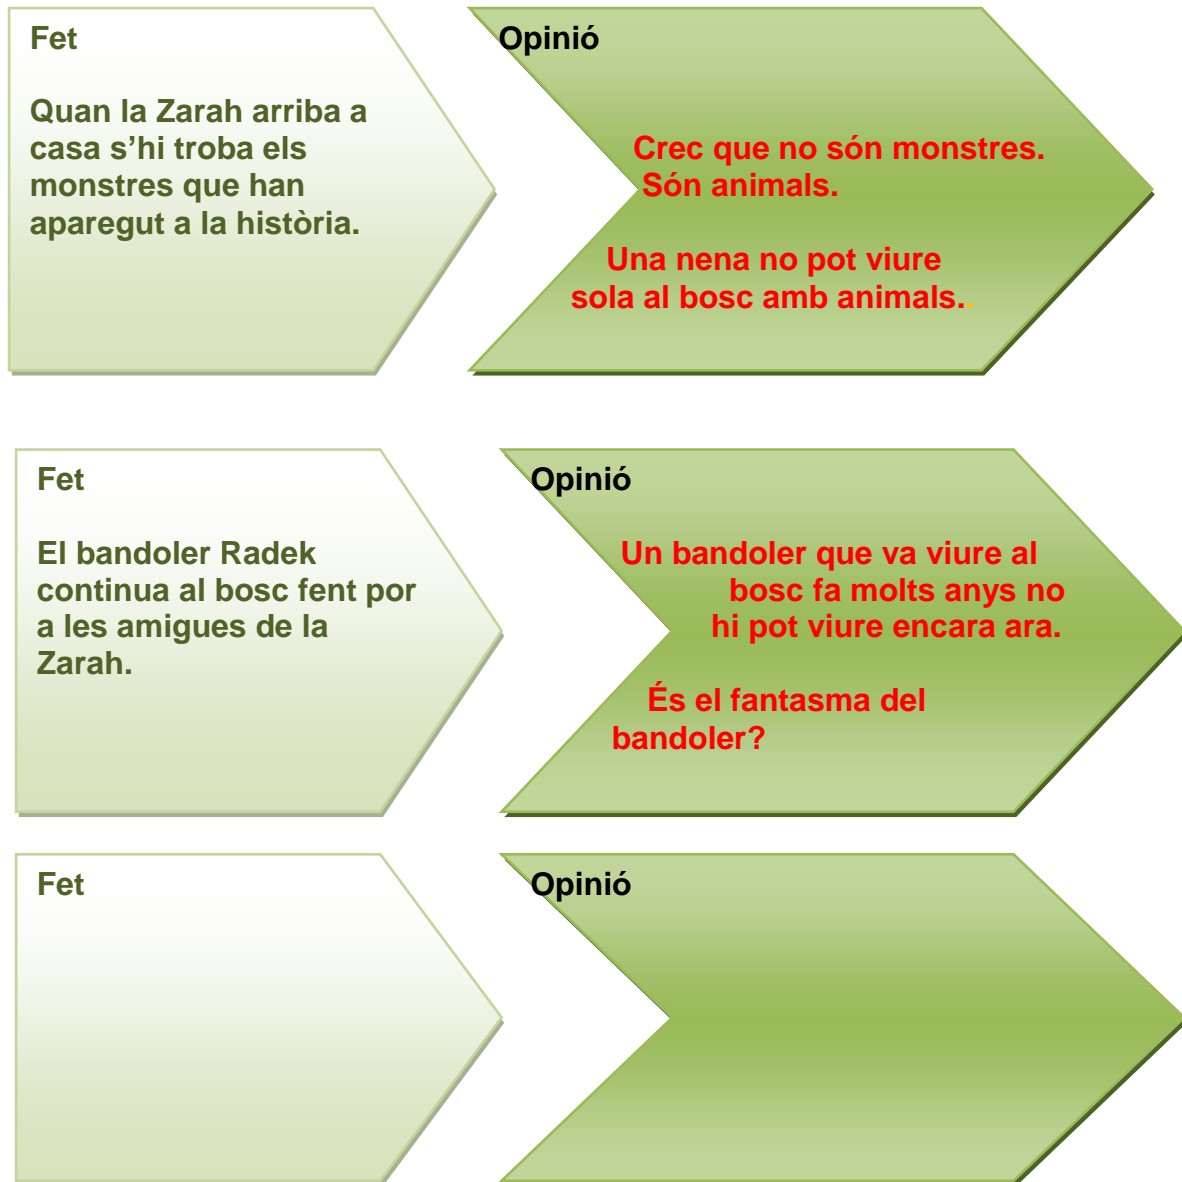 Fet
Quan la Zarah arriba a
casa s’hi troba els
monstres que han
aparegut a la història.
Opinió
Crec que no són monstres.
Són animals.
Una nena no pot viure
sola al bosc amb animals..
Fet
El bandoler Radek
continua al bosc fent por
a les amigues de la
Zarah.
Opinió
Un bandoler que va viure al
bosc fa molts anys no
hi pot viure encara ara.
És el fantasma del
bandoler?
Fet
Opinió